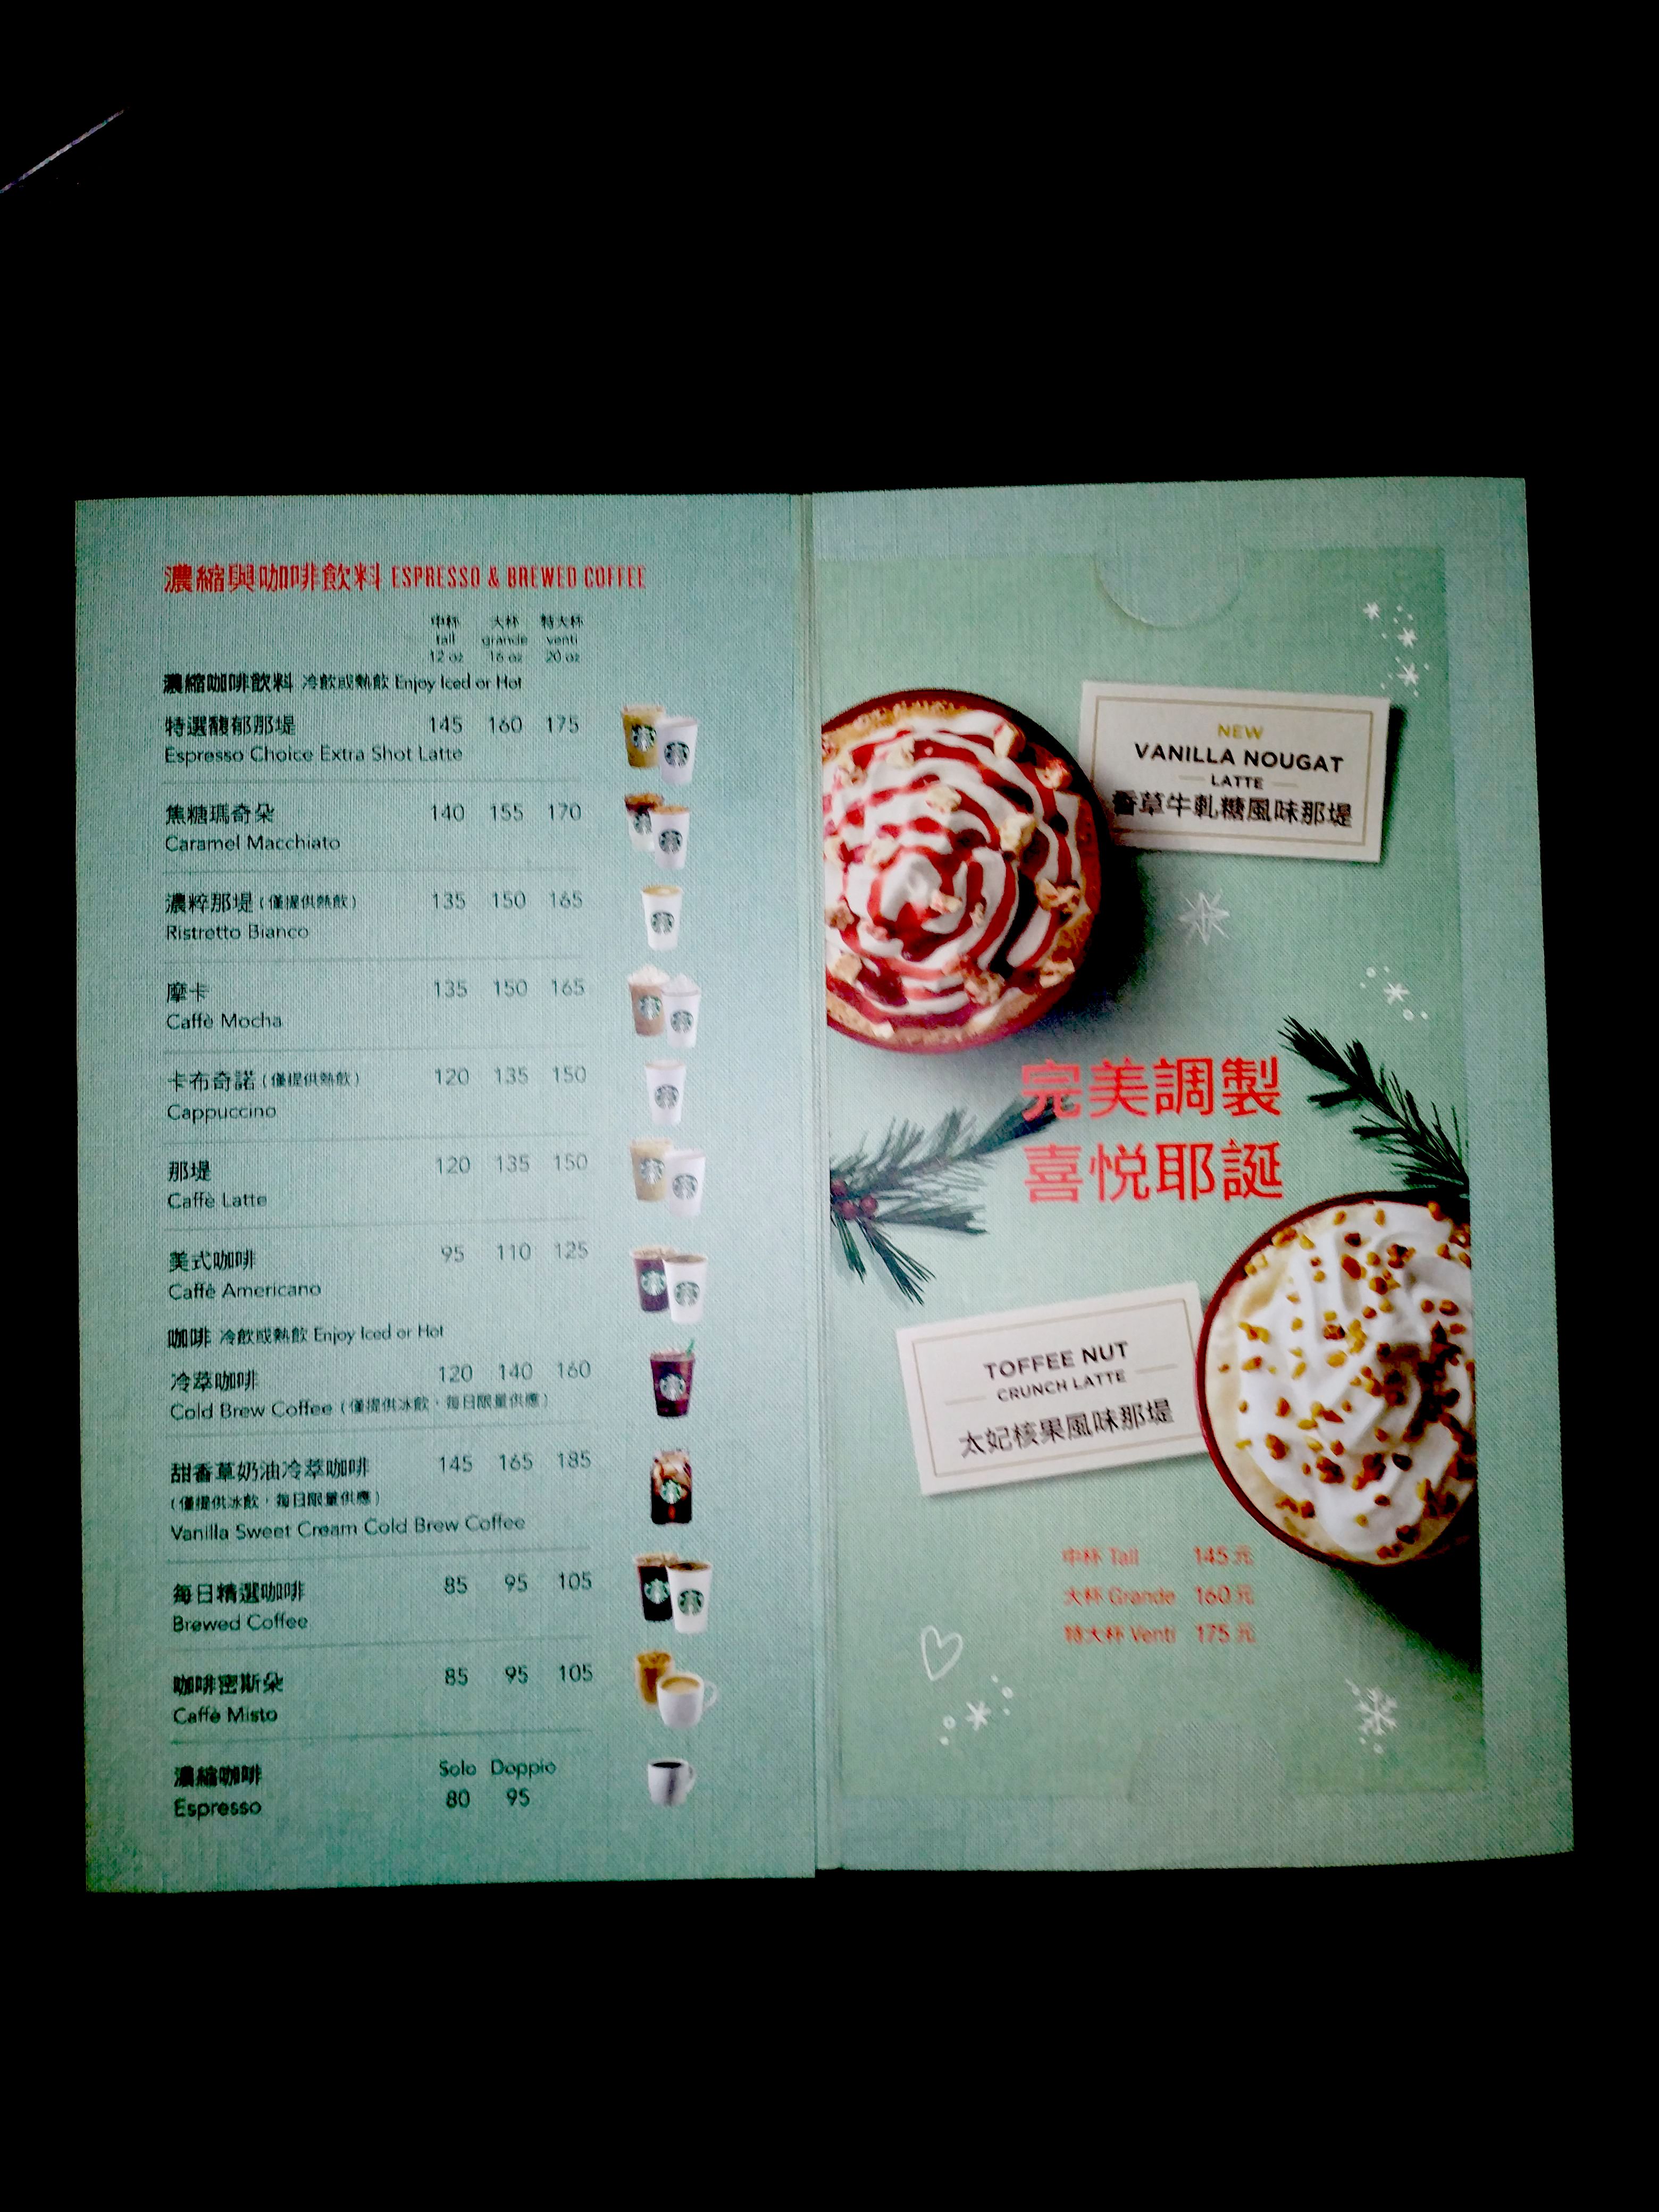 濃縮與咖啡飲料 ESPRESSO & BREWED COFFEE
中杯 大杯 特大杯
tall grande venti
12 oz 16 oz 20 oz
濃縮咖啡飲料 冷飲或熱飲 Enjoy Iced or Hot
特選馥郁那堤 145 160 175
Espresso Choice Extra Shot Latte
焦糖瑪奇朵 140 155 170
Caramel Macchiato
濃粹那堤 (僅提供熱飲) 135 150 165
Ristretto Bianco
摩卡 135 150 165
Caffè Mocha
卡布奇諾 (僅提供熱飲) 120 135 150
Cappuccino
那堤 120 135 150
Caffè Latte
美式咖啡 95 110 125
Caffè Americano
咖啡 冷飲或熱飲 Enjoy Iced or Hot
冷萃咖啡 120 140 160
Cold Brew Coffee (僅提供冰飲，每日限量供應)
甜香草奶油冷萃咖啡 145 165 185
(僅提供冰飲，每日限量供應)
Vanilla Sweet Cream Cold Brew Coffee
每日精選咖啡 85 95 105
Brewed Coffee
咖啡密斯朵 85 95 105
Caffè Misto
濃縮咖啡 Solo Doppio
Espresso 80 95
NEW
VANILLA NOUGAT
LATTE
香草牛軋糖風味那堤
完美調製
喜悅耶誕
TOFFEE NUT
CRUNCH LATTE
太妃核果風味那堤
中杯 Tall 145元
大杯 Grande 160元
特大杯 Venti 175元